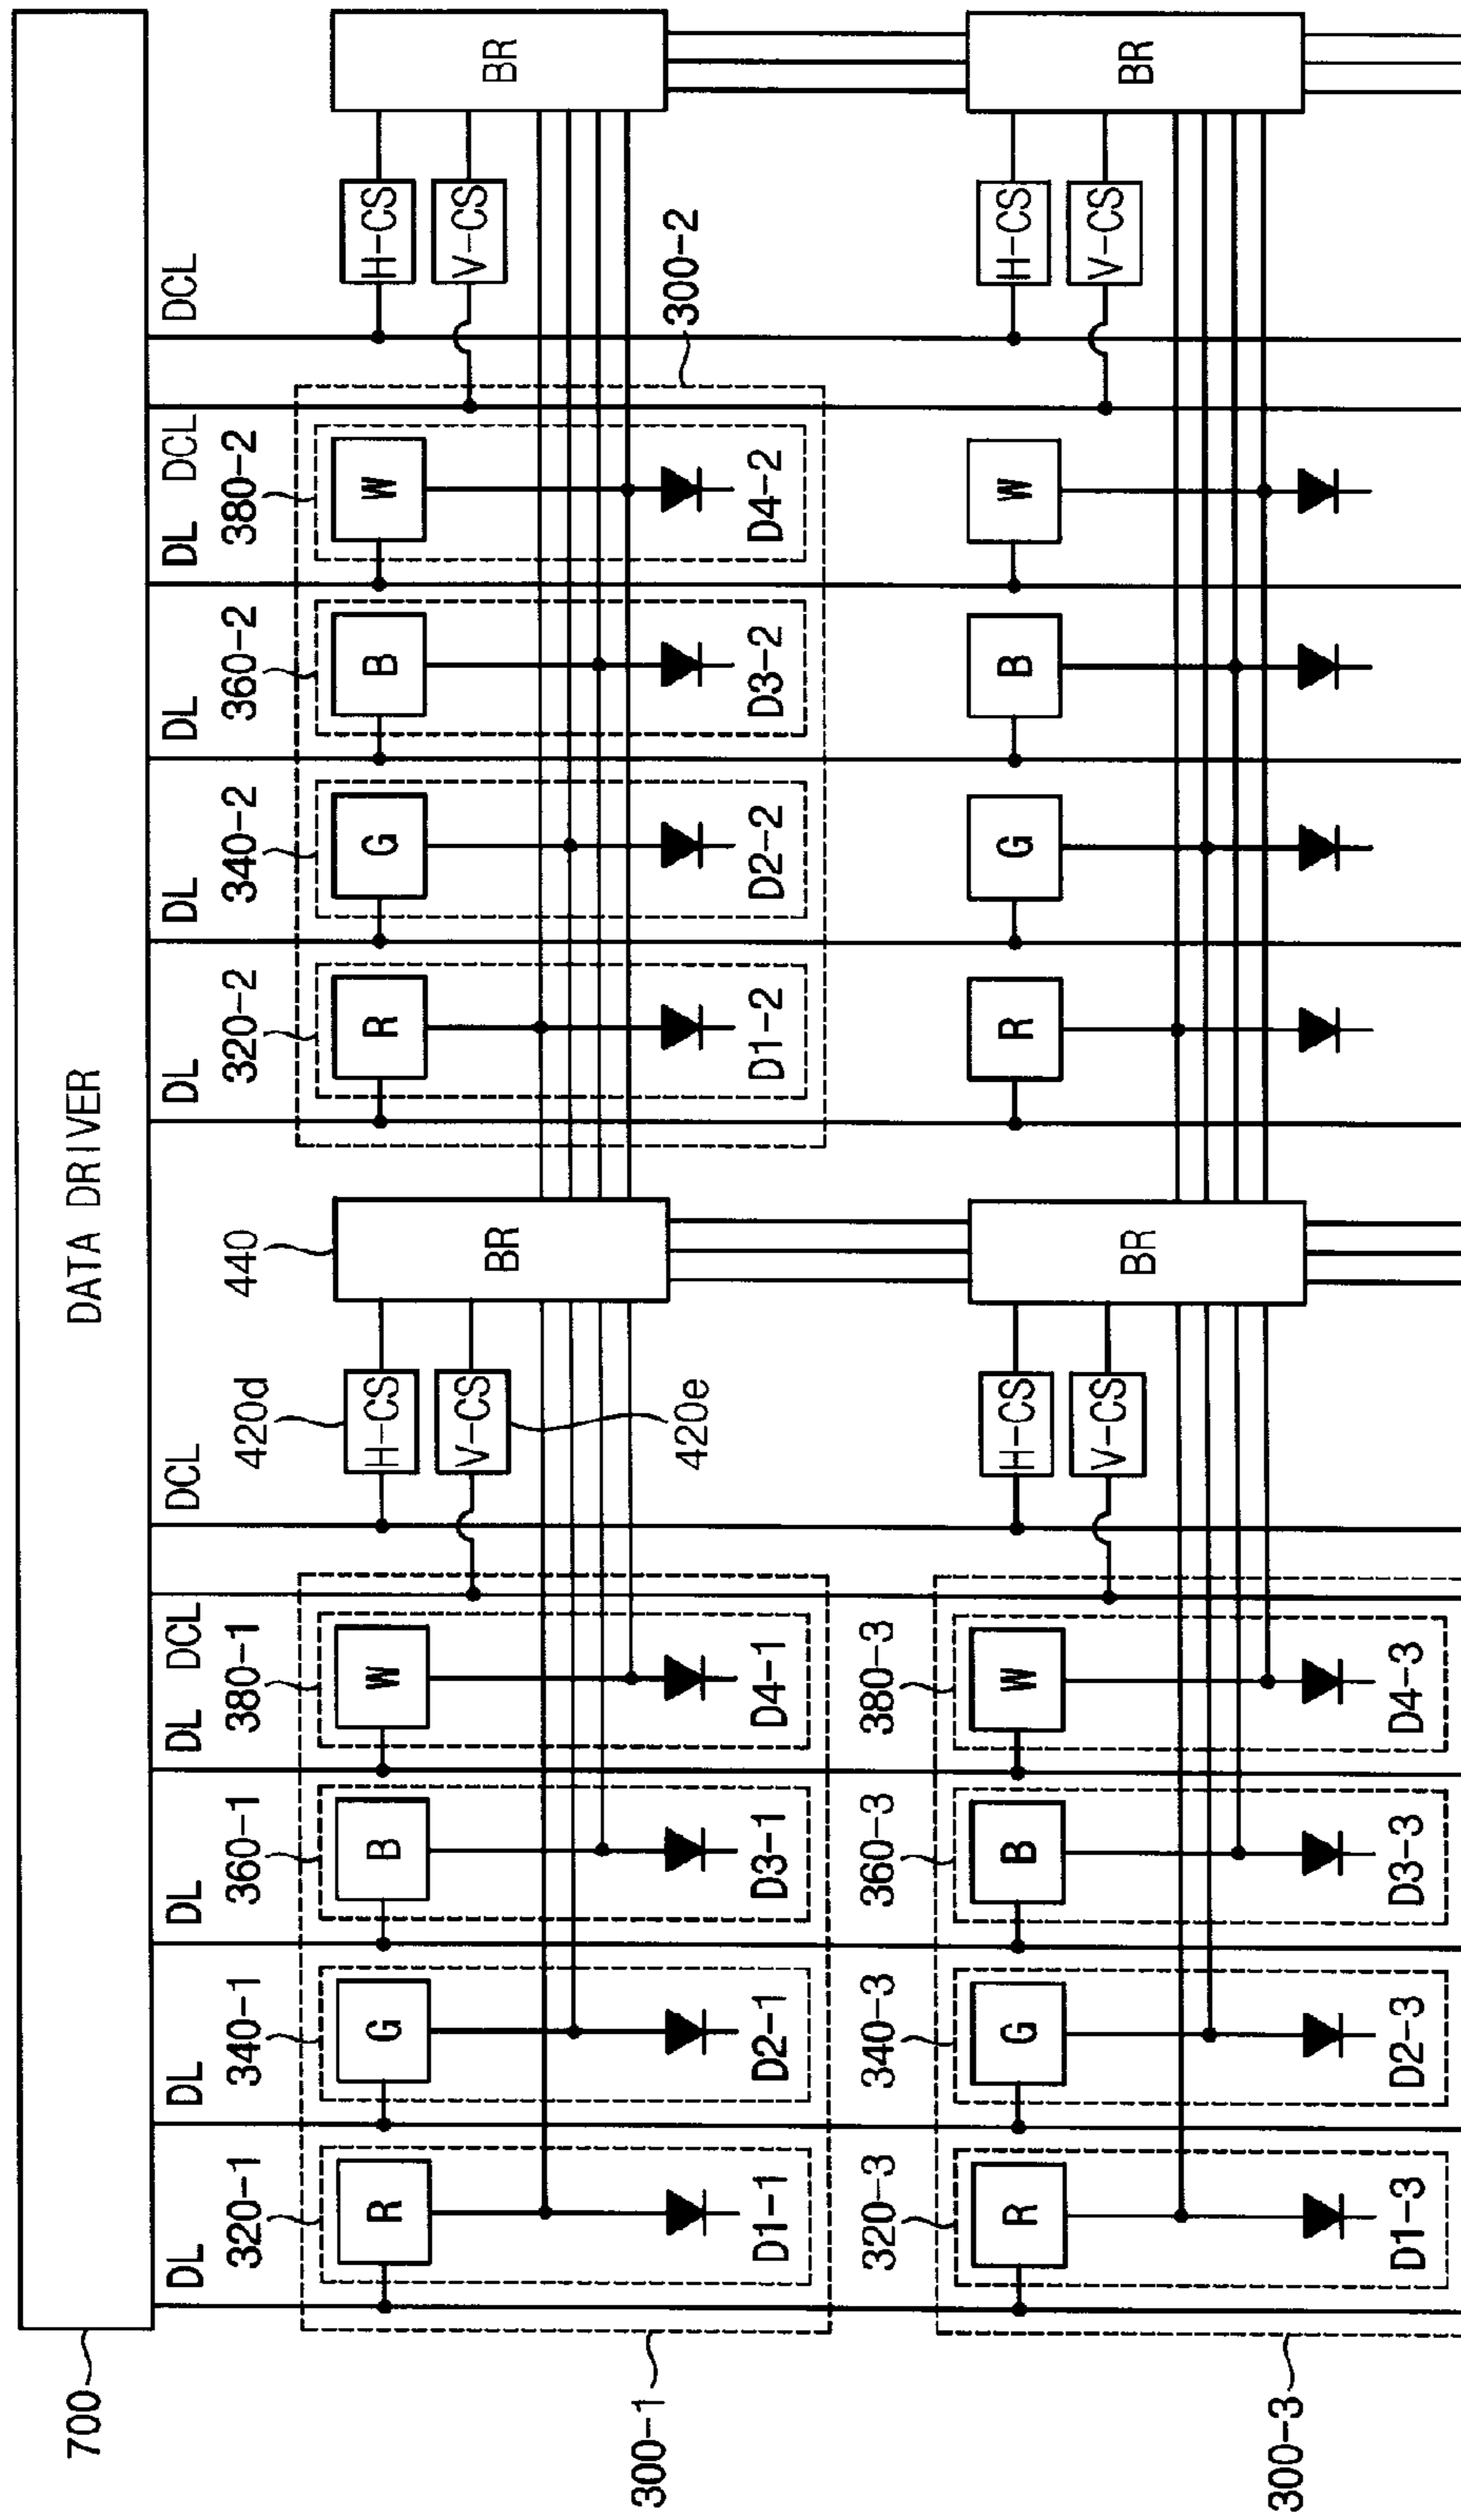 700 DATA DRIVER
DL DL DL DL DCL DCL DL DL DL DL DCL DCL
320-1 340-1 360-1 380-1 420d 440 320-2 340-2 360-2 380-2
R G B W H-CS R G B W H-CS
V-CS BR V-CS BR
300-1 420e 300-2
D1-1 D2-1 D3-1 D4-1 D1-2 D2-2 D3-2 D4-2
320-3 340-3 360-3 380-3
R G B W H-CS R G B W H-CS
V-CS BR V-CS BR
300-3
D1-3 D2-3 D3-3 D4-3